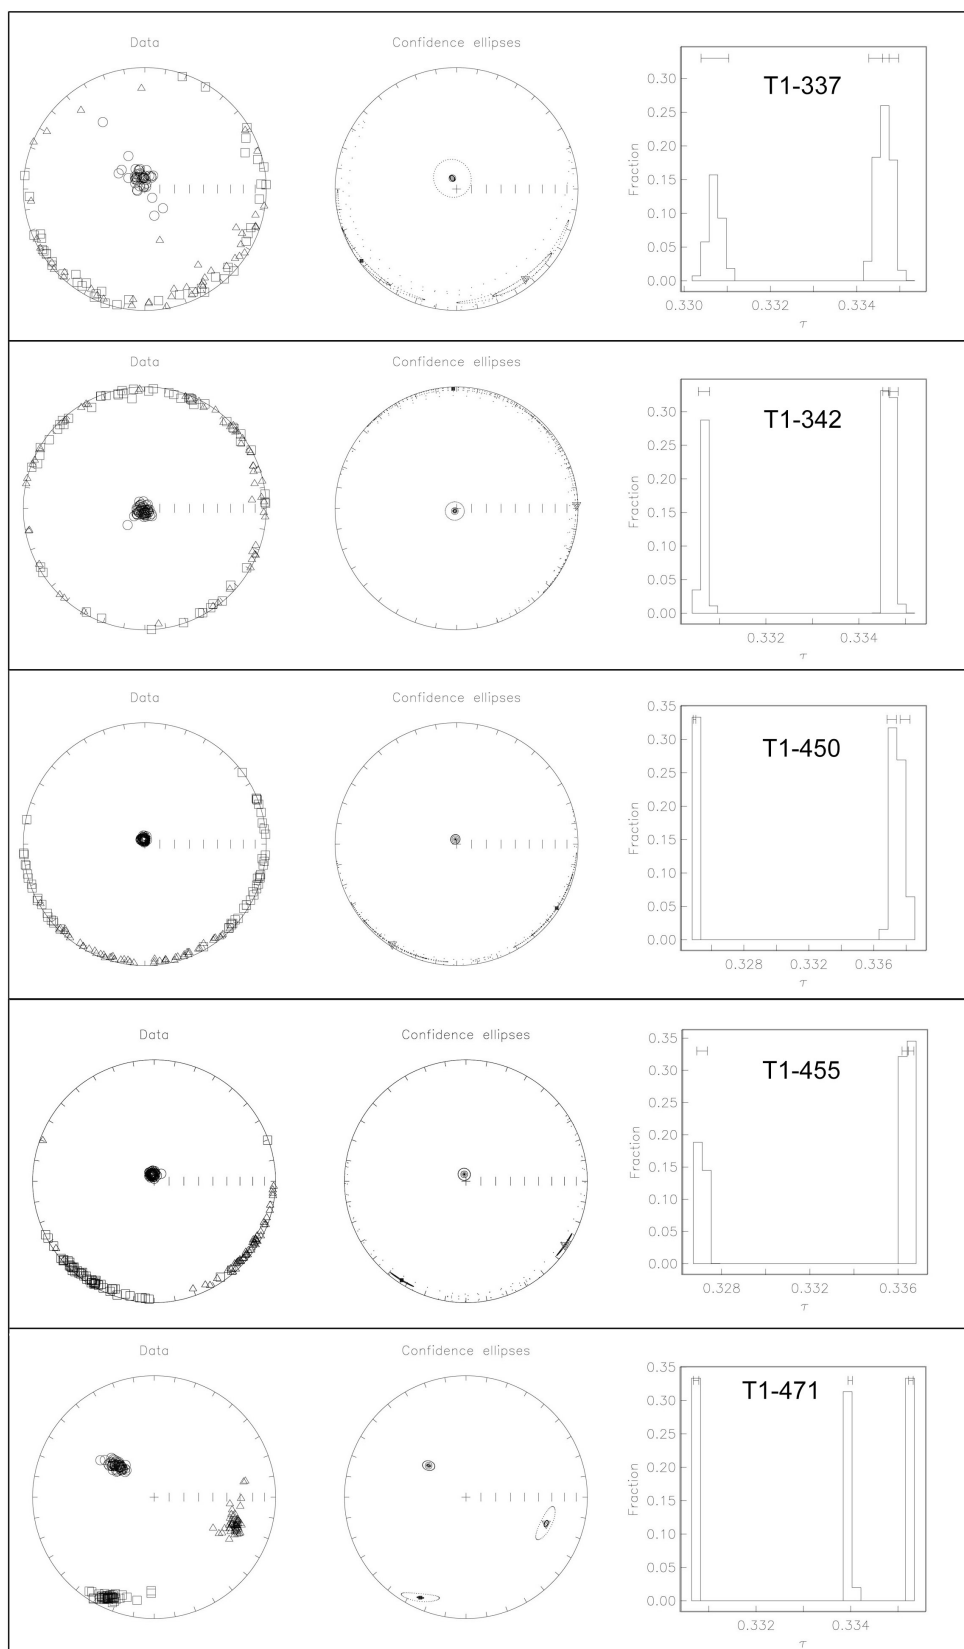 Data
Confidence ellipses
T1-337
0.30
0.25
0.20
0.15
0.10
0.05
0.00
Fraction
0.330
0.332
0.334
τ
Data
Confidence ellipses
T1-342
0.30
0.25
0.20
0.15
0.10
0.05
0.00
Fraction
0.332
0.334
τ
Data
Confidence ellipses
0.35
T1-450
0.30
0.25
0.20
0.15
0.10
0.05
0.00
Fraction
0.328
0.332
0.336
τ
Data
Confidence ellipses
0.35
T1-455
0.30
0.25
0.20
0.15
0.10
0.05
0.00
Fraction
0.328
0.332
0.336
τ
Data
Confidence ellipses
0.35
T1-471
0.30
0.25
0.20
0.15
0.10
0.05
0.00
Fraction
0.332
0.334
τ